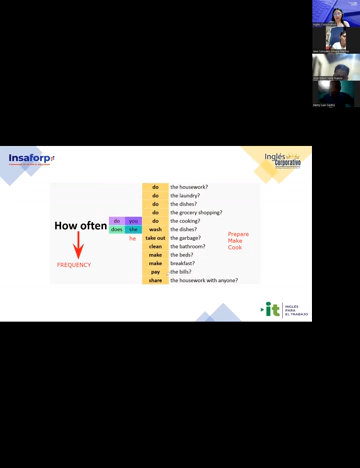 Insaforp
Inglés
Corporativo
do the housework?
do the laundry?
do the dishes?
do the grocery shopping?
How often do you do the cooking?
does she wash the dishes?
he take out the garbage?
clean the bathroom?
make the beds?
make breakfast?
pay the bills?
share the housework with anyone?
FREQUENCY
Prepare
Make
Cook
it
INGLÉS
PARA
EL TRABAJO